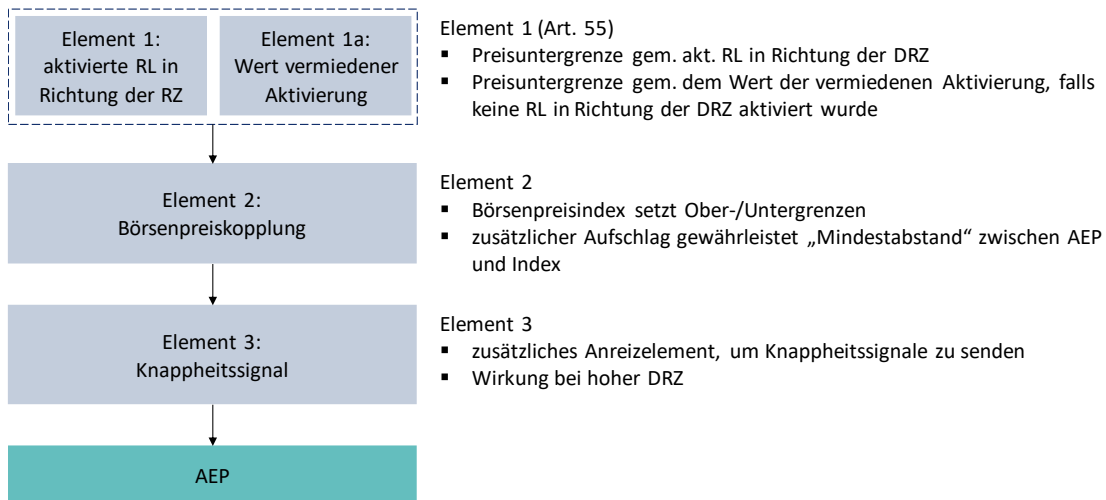 Element 1:
aktivierte RL in
Richtung der RZ
Element 1a:
Wert vermiedener
Aktivierung
Element 1 (Art. 55)
▪ Preisuntergrenze gem. akt. RL in Richtung der DRZ
▪ Preisuntergrenze gem. dem Wert der vermiedenen Aktivierung, falls
keine RL in Richtung der DRZ aktiviert wurde
Element 2:
Börsenpreiskopplung
Element 2
▪ Börsenpreisindex setzt Ober-/Untergrenzen
▪ zusätzlicher Aufschlag gewährleistet „Mindestabstand“ zwischen AEP
und Index
Element 3:
Knappheitssignal
Element 3
▪ zusätzliches Anreizelement, um Knappheitssignale zu senden
▪ Wirkung bei hoher DRZ
AEP